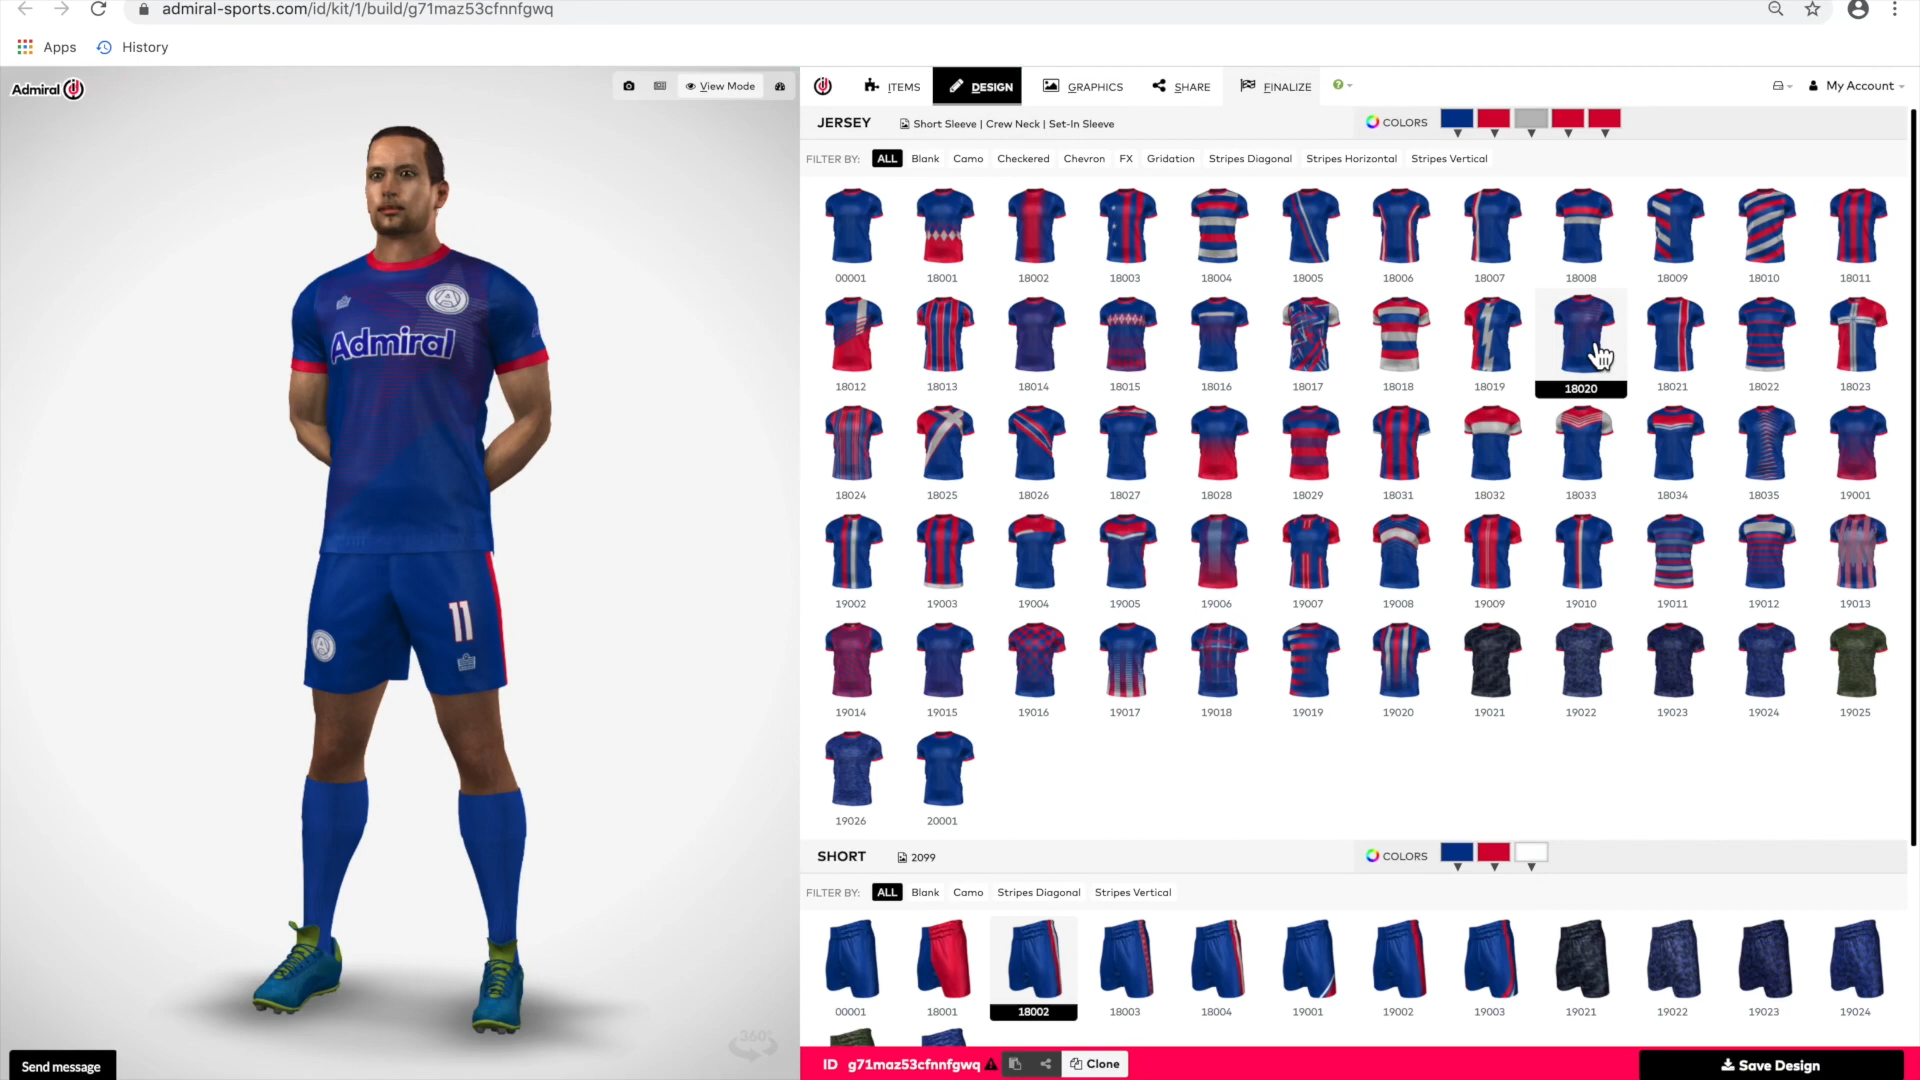 admiral-sports.com/id/kit/1/build/g71maz53cfnnfgwq
Apps History
Admiral
View Mode
ITEMS DESIGN GRAPHICS SHARE FINALIZE
My Account
JERSEY Short Sleeve | Crew Neck | Set-In Sleeve COLORS
FILTER BY: ALL Blank Camo Checkered Chevron FX Gridation Stripes Diagonal Stripes Horizontal Stripes Vertical
00001 18001 18002 18003 18004 18005 18006 18007 18008 18009 18010 18011
18012 18013 18014 18015 18016 18017 18018 18019 18020 18021 18022 18023
18024 18025 18026 18027 18028 18029 18031 18032 18033 18034 18035 19001
19002 19003 19004 19005 19006 19007 19008 19009 19010 19011 19012 19013
19014 19015 19016 19017 19018 19019 19020 19021 19022 19023 19024 19025
19026 20001
SHORT 2099 COLORS
FILTER BY: ALL Blank Camo Stripes Diagonal Stripes Vertical
00001 18001 18002 18003 18004 19001 19002 19003 19021 19022 19023 19024
Admiral
11
360°
Send message
ID g71maz53cfnnfgwq Clone Save Design